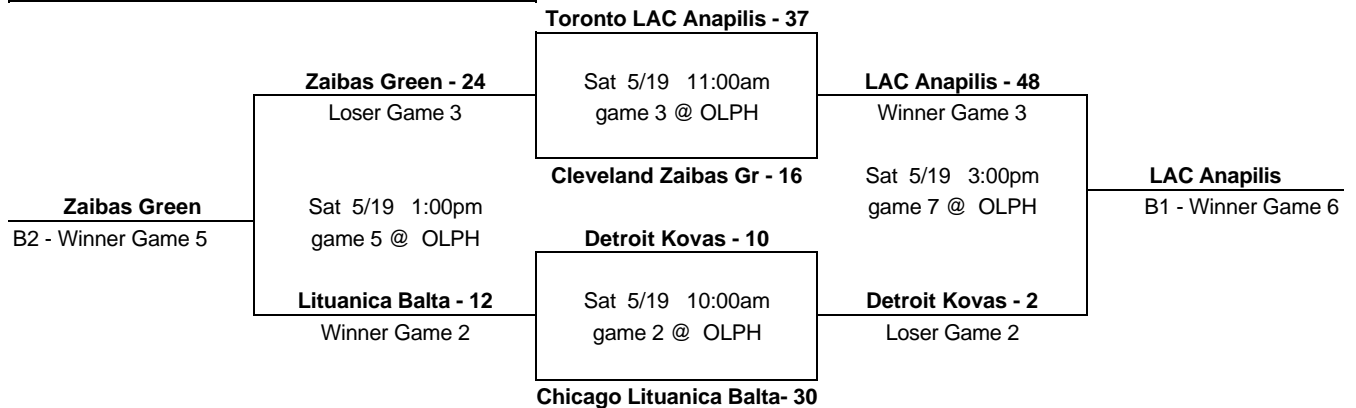 Toronto LAC Anapilis - 37
Zaibas Green - 24
Sat 5/19 11:00am
LAC Anapilis - 48
Loser Game 3
game 3 @ OLPH
Winner Game 3
Cleveland Zaibas Gr - 16
Sat 5/19 3:00pm
LAC Anapilis
Zaibas Green
Sat 5/19 1:00pm
game 7 @ OLPH
B1 - Winner Game 6
B2 - Winner Game 5
game 5 @ OLPH
Detroit Kovas - 10
Lituanica Balta - 12
Sat 5/19 10:00am
Detroit Kovas - 2
Winner Game 2
game 2 @ OLPH
Loser Game 2
Chicago Lituanica Balta- 30